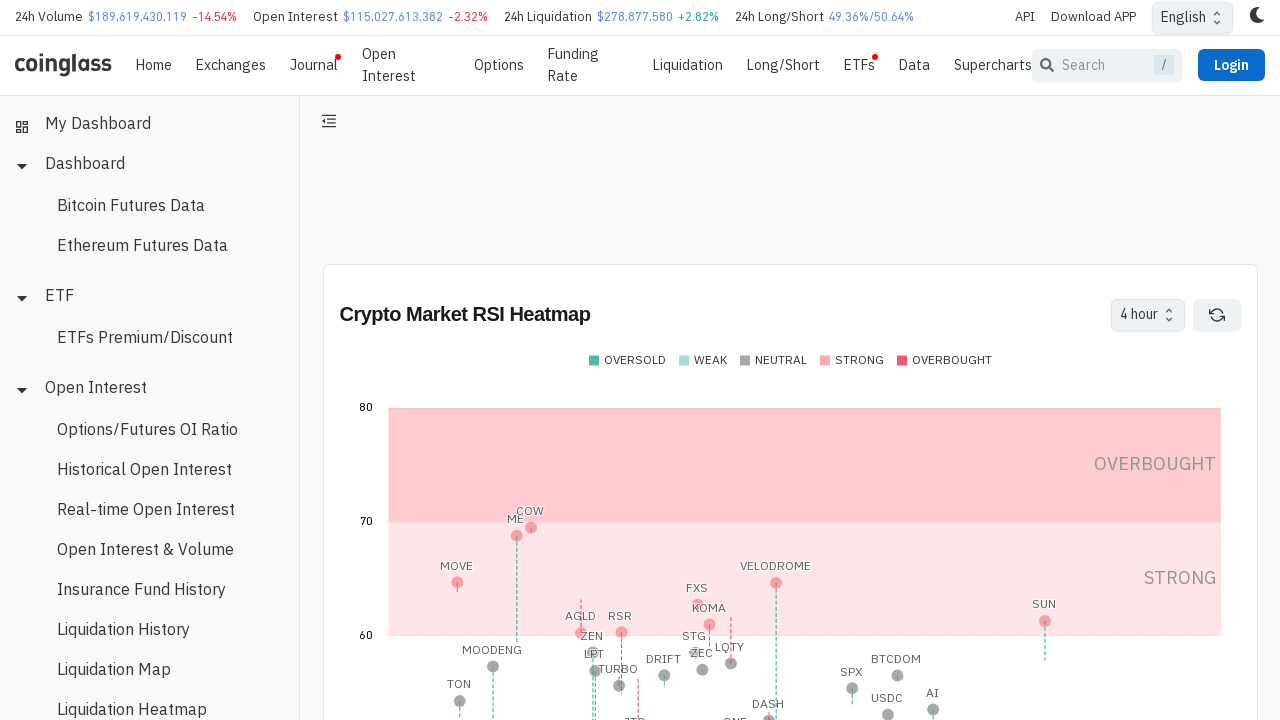 24h Volume $189,619,430,119 -14.54% Open Interest $115,027,613,382 -2.32% 24h Liquidation $278,877,580 +2.82% 24h Long/Short 49.36%/50.64% API Download APP English
coinglass Home Exchanges Journal Open Interest Options Funding Rate Liquidation Long/Short ETFs Data Supercharts Search / Login
My Dashboard
Dashboard
Bitcoin Futures Data
Ethereum Futures Data
ETF
ETFs Premium/Discount
Open Interest
Options/Futures OI Ratio
Historical Open Interest
Real-time Open Interest
Open Interest & Volume
Insurance Fund History
Liquidation History
Liquidation Map
Liquidation Heatmap
Crypto Market RSI Heatmap 4 hour
OVERSOLD WEAK NEUTRAL STRONG OVERBOUGHT
80
OVERBOUGHT
COW
ME
70
MOVE VELODROME
STRONG
FXS
SUN
KOMA
AGLD RSR
60
ZEN STG
LQTY
MOODENG LPT ZEC
DRIFT BTCDOM
TURBO SPX
TON
AI
USDC
DASH